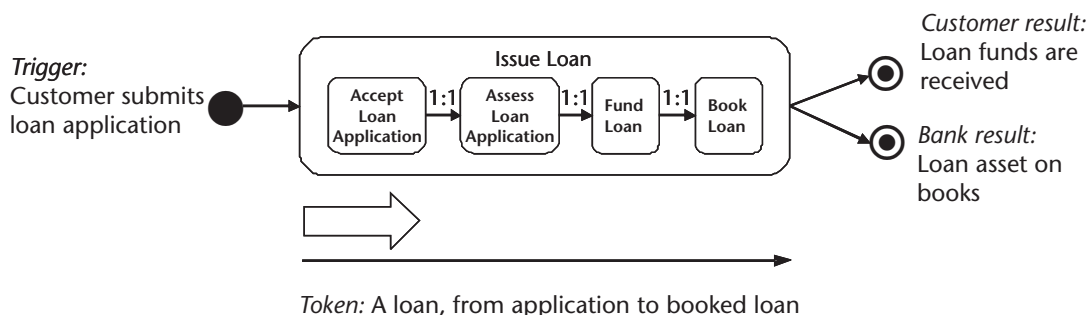 Trigger:
Customer submits
loan application
Issue Loan
Accept
Loan
Application
1:1
Assess
Loan
Application
1:1
Fund
Loan
1:1
Book
Loan
Customer result:
Loan funds are
received
Bank result:
Loan asset on
books
Token: A loan, from application to booked loan